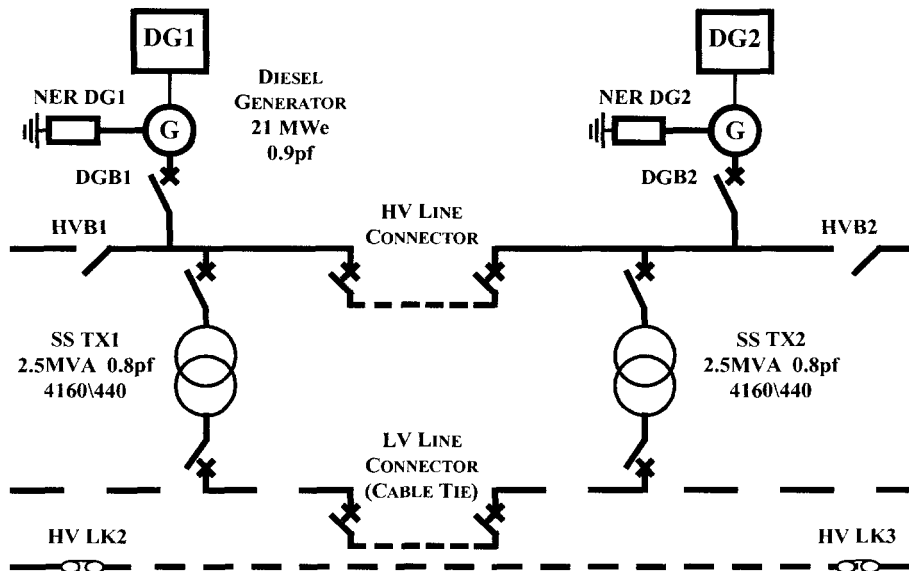 DG1
DG2
DIESEL
GENERATOR
21 MWe
0.9pf
NER DG1
NER DG2
G
G
DGB1
DGB2
HVB1
HV LINE
CONNECTOR
HVB2
SS TX1
2.5MVA 0.8pf
4160\440
SS TX2
2.5MVA 0.8pf
4160\440
LV LINE
CONNECTOR
(CABLE TIE)
HV LK2
HV LK3